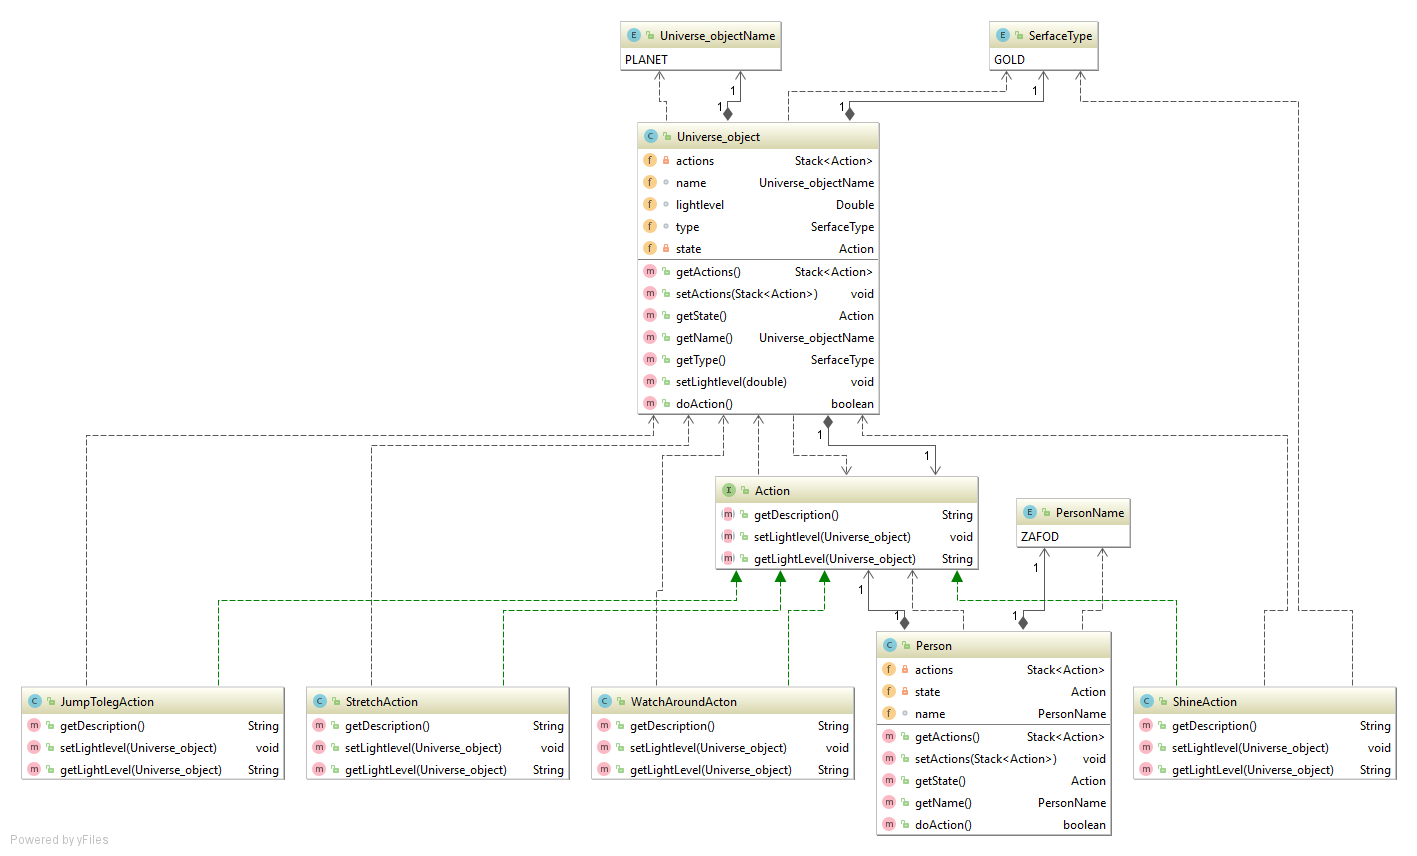 E Universe_objectName
PLANET
E SerfaceType
GOLD
1
1
1
1
C Universe_object
f actions Stack<Action>
f name Universe_objectName
f lightlevel Double
f type SerfaceType
f state Action
m getActions() Stack<Action>
m setActions(Stack<Action>) void
m getState() Action
m getName() Universe_objectName
m getType() SerfaceType
m setLightlevel(double) void
m doAction() boolean
1
1
I Action
m getDescription() String
m setLightlevel(Universe_object) void
m getLightLevel(Universe_object) String
E PersonName
ZAFOD
1
1
1
1
C Person
f actions Stack<Action>
f state Action
f name PersonName
m getActions() Stack<Action>
m setActions(Stack<Action>) void
m getState() Action
m getName() PersonName
m doAction() boolean
C JumpTolegAction
m getDescription() String
m setLightlevel(Universe_object) void
m getLightLevel(Universe_object) String
C StretchAction
m getDescription() String
m setLightlevel(Universe_object) void
m getLightLevel(Universe_object) String
C WatchAroundActon
m getDescription() String
m setLightlevel(Universe_object) void
m getLightLevel(Universe_object) String
C ShineAction
m getDescription() String
m setLightlevel(Universe_object) void
m getLightLevel(Universe_object) String
Powered by yFiles